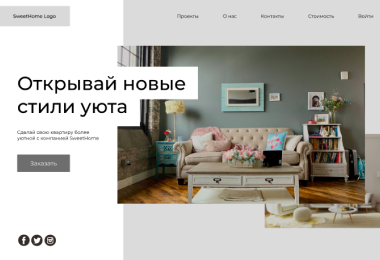 SweetHome Logo
Проекты
О нас
Контакты
Стоимость
Войти
Открывай новые
стили уюта
Сделай свою квартиру более
уютной с компанией SweetHome
Заказать